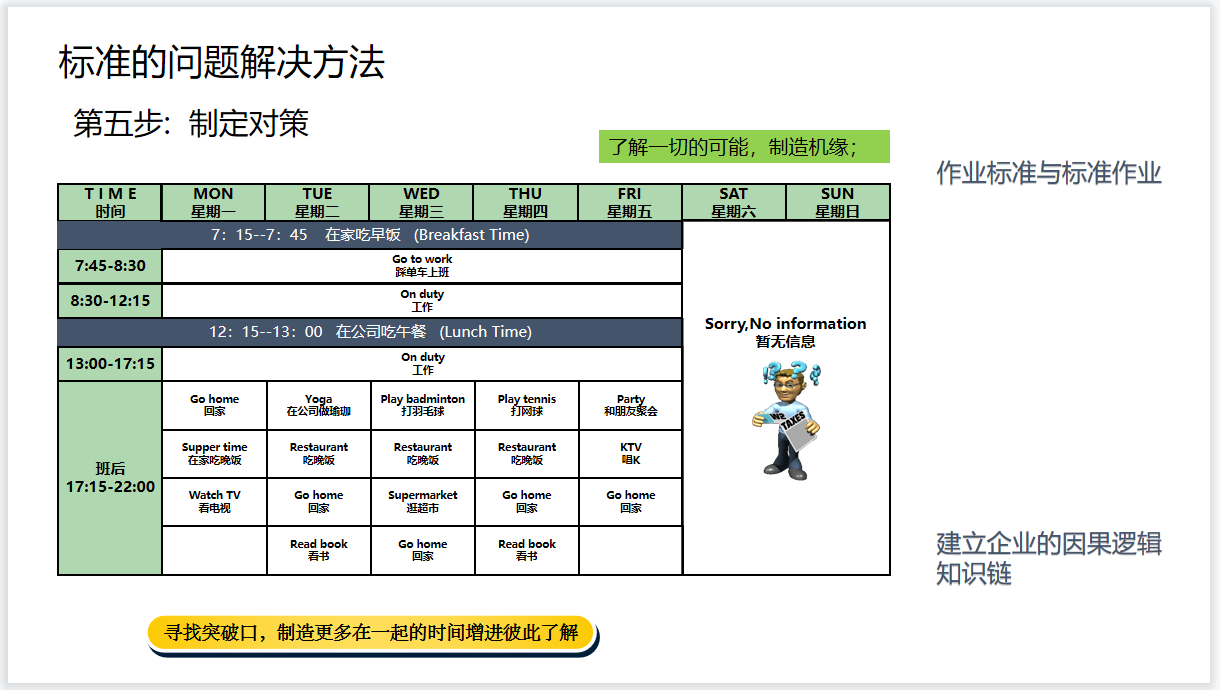 标准的问题解决方法
第五步：制定对策
了解一切的可能，制造机缘；
作业标准与标准作业
T I M E
时间
MON
星期一
TUE
星期二
WED
星期三
THU
星期四
FRI
星期五
SAT
星期六
SUN
星期日
7：15--7：45 在家吃早饭 (Breakfast Time)
7:45-8:30
Go to work
踩单车上班
8:30-12:15
On duty
工作
12：15--13：00 在公司吃午餐 (Lunch Time)
13:00-17:15
On duty
工作
Sorry,No information
暂无信息
W2
TAXES
班后
17:15-22:00
Go home
回家
Yoga
在公司做瑜珈
Play badminton
打羽毛球
Play tennis
打网球
Party
和朋友聚会
Supper time
在家吃晚饭
Restaurant
吃晚饭
Restaurant
吃晚饭
Restaurant
吃晚饭
KTV
唱K
Watch TV
看电视
Go home
回家
Supermarket
逛超市
Go home
回家
Go home
回家
Read book
看书
Go home
回家
Read book
看书
建立企业的因果逻辑
知识链
寻找突破口，制造更多在一起的时间增进彼此了解